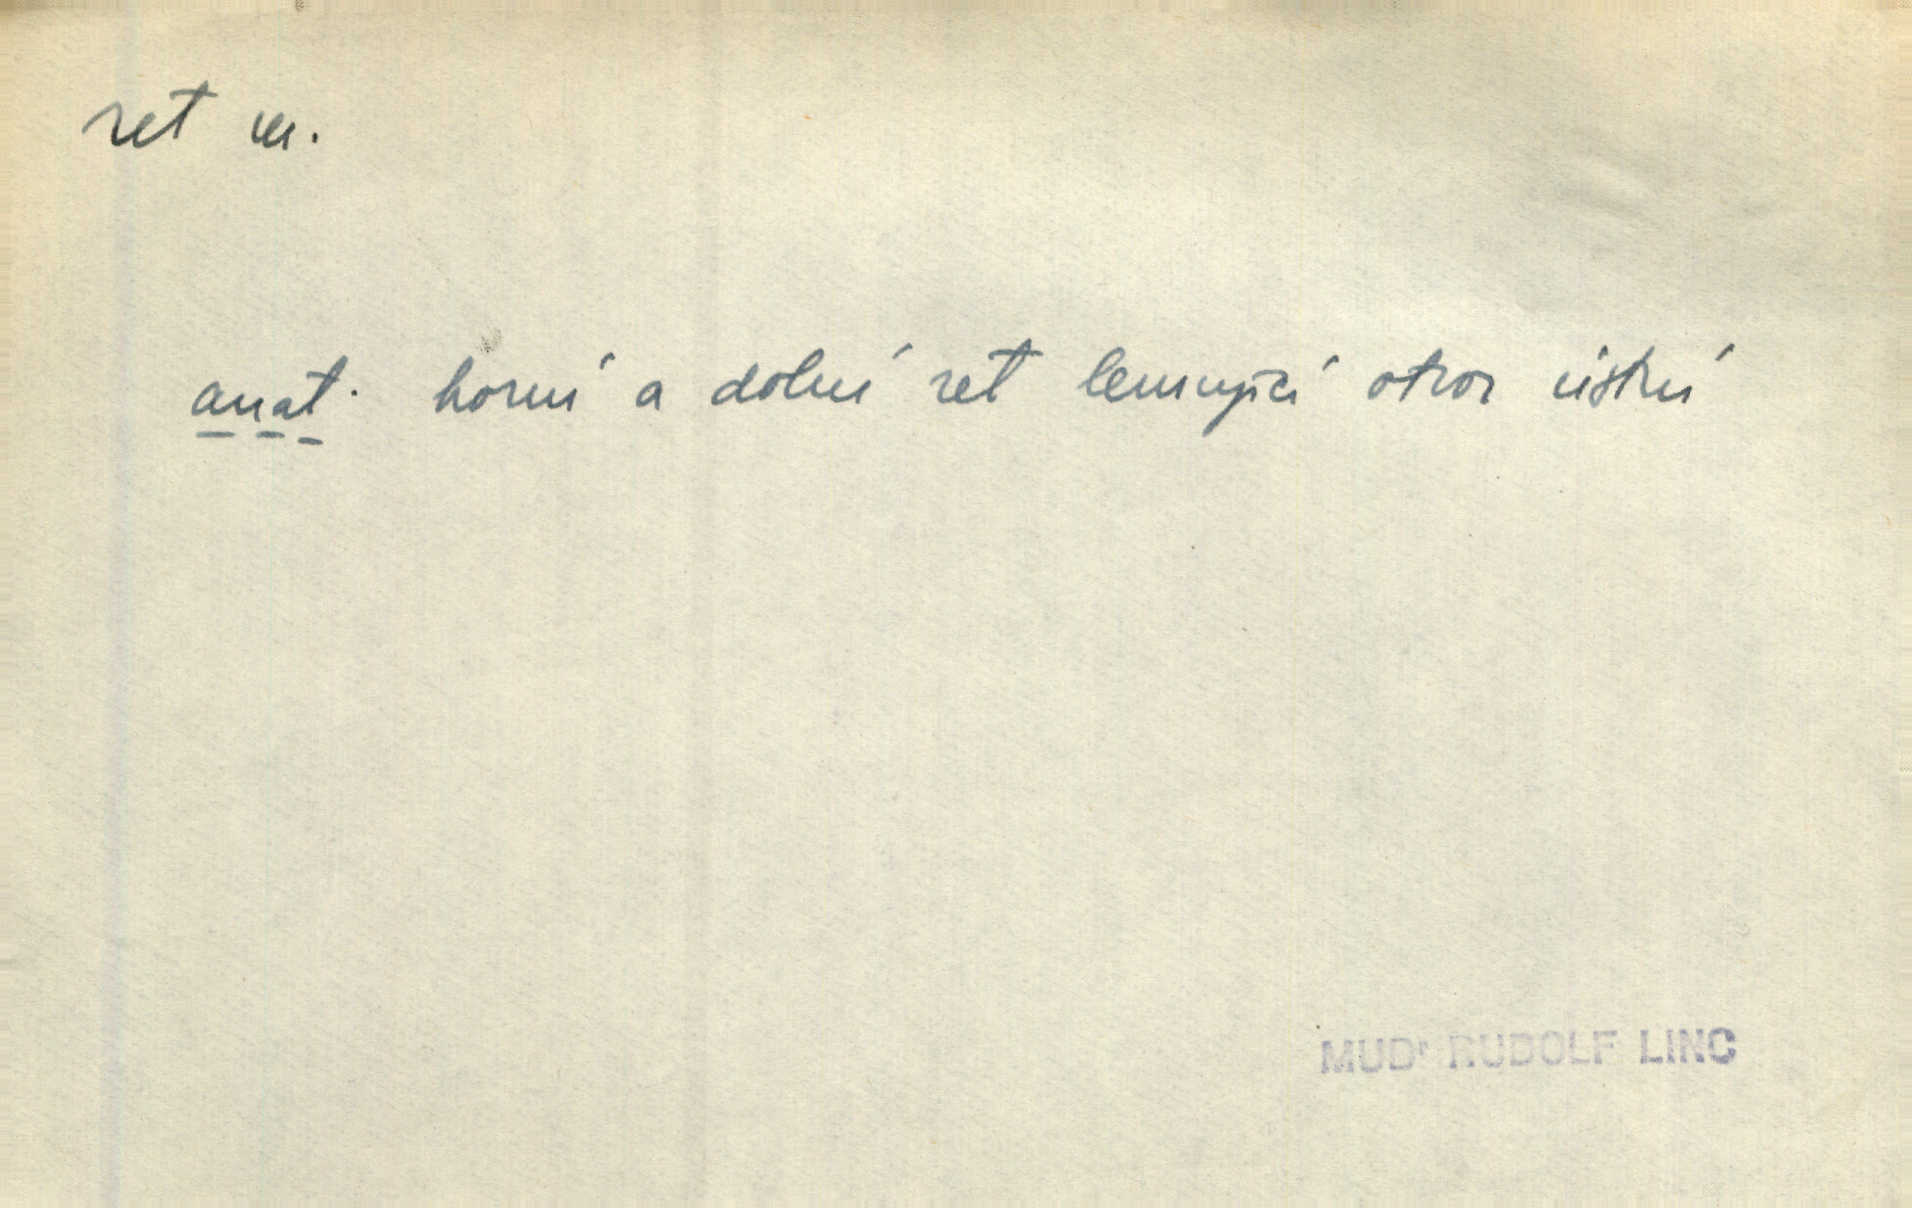 ret m.
anat. horní a dolní ret lemující otvor ústní
MUDr RUDOLF LINC